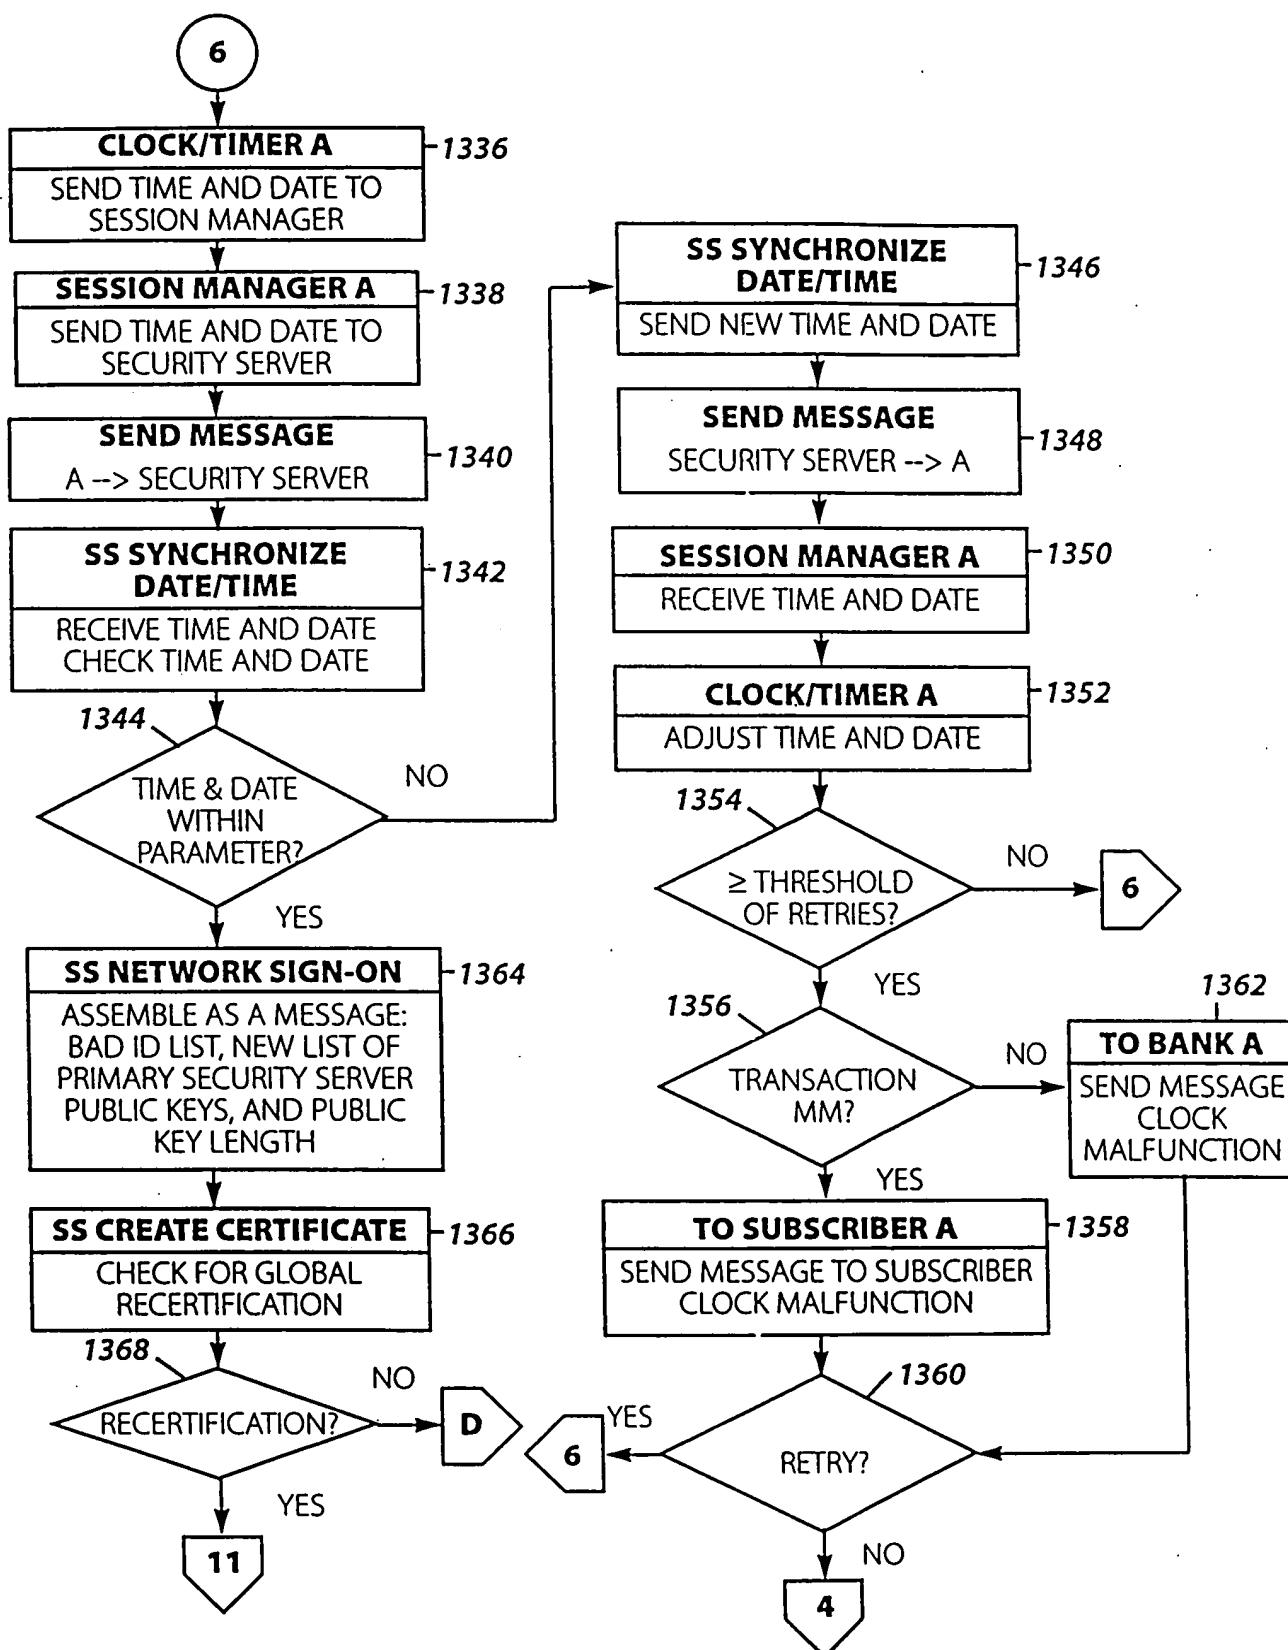 6
CLOCK/TIMER A
1336
SEND TIME AND DATE TO
SESSION MANAGER
SESSION MANAGER A
1338
SEND TIME AND DATE TO
SECURITY SERVER
SEND MESSAGE
1340
A --> SECURITY SERVER
SS SYNCHRONIZE
DATE/TIME
1342
RECEIVE TIME AND DATE
CHECK TIME AND DATE
1344
TIME & DATE
WITHIN
PARAMETER?
NO
YES
SS NETWORK SIGN-ON
1364
ASSEMBLE AS A MESSAGE:
BAD ID LIST, NEW LIST OF
PRIMARY SECURITY SERVER
PUBLIC KEYS, AND PUBLIC
KEY LENGTH
SS CREATE CERTIFICATE
1366
CHECK FOR GLOBAL
RECERTIFICATION
1368
RECERTIFICATION?
NO
D
YES
11
SS SYNCHRONIZE
DATE/TIME
1346
SEND NEW TIME AND DATE
SEND MESSAGE
1348
SECURITY SERVER --> A
SESSION MANAGER A
1350
RECEIVE TIME AND DATE
CLOCK/TIMER A
1352
ADJUST TIME AND DATE
1354
≥ THRESHOLD
OF RETRIES?
NO
6
YES
1356
TRANSACTION
MM?
NO
1362
TO BANK A
SEND MESSAGE
CLOCK
MALFUNCTION
YES
TO SUBSCRIBER A
1358
SEND MESSAGE TO SUBSCRIBER
CLOCK MALFUNCTION
1360
RETRY?
YES
6
NO
4